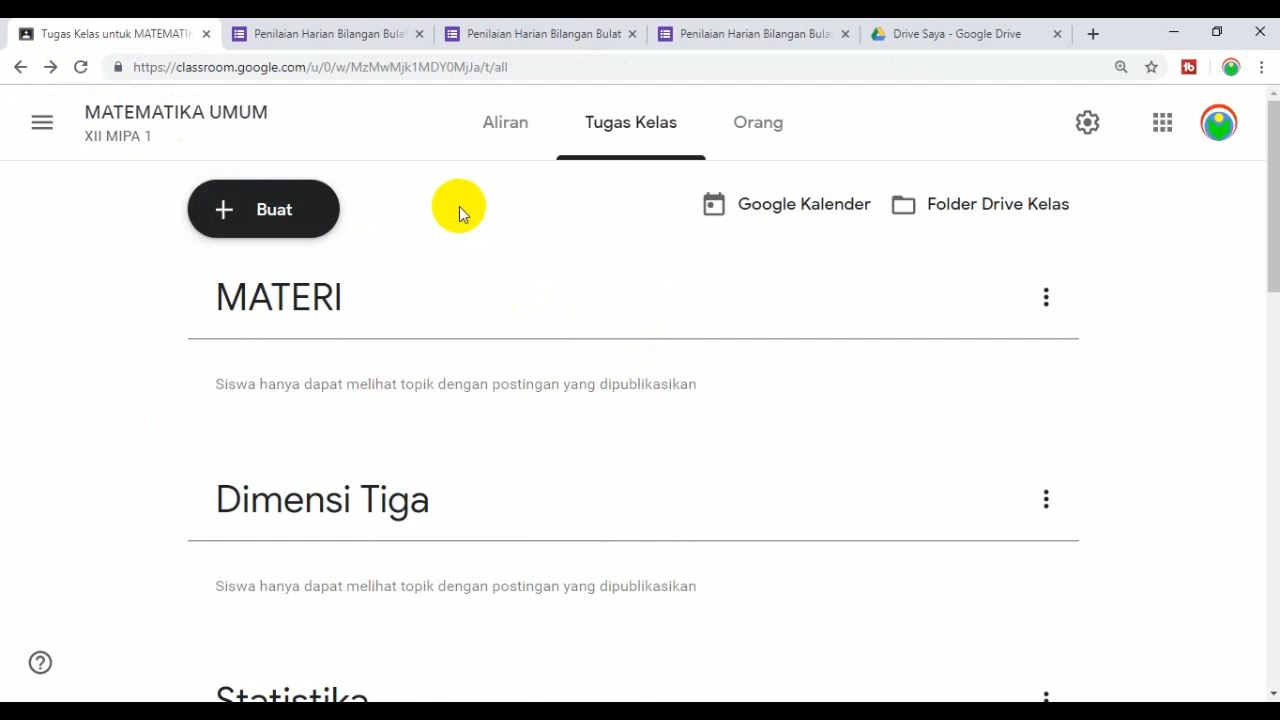 Tugas Kelas untuk MATEMATI
Penilaian Harian Bilangan Bula
Penilaian Harian Bilangan Bulat
Penilaian Harian Bilangan Bula
Drive Saya - Google Drive
https://classroom.google.com/u/0/w/MzMwMjk1MDY0MjJa/t/all
MATEMATIKA UMUM
XII MIPA 1
Aliran
Tugas Kelas
Orang
Buat
Google Kalender
Folder Drive Kelas
MATERI
Siswa hanya dapat melihat topik dengan postingan yang dipublikasikan
Dimensi Tiga
Siswa hanya dapat melihat topik dengan postingan yang dipublikasikan
Statistika